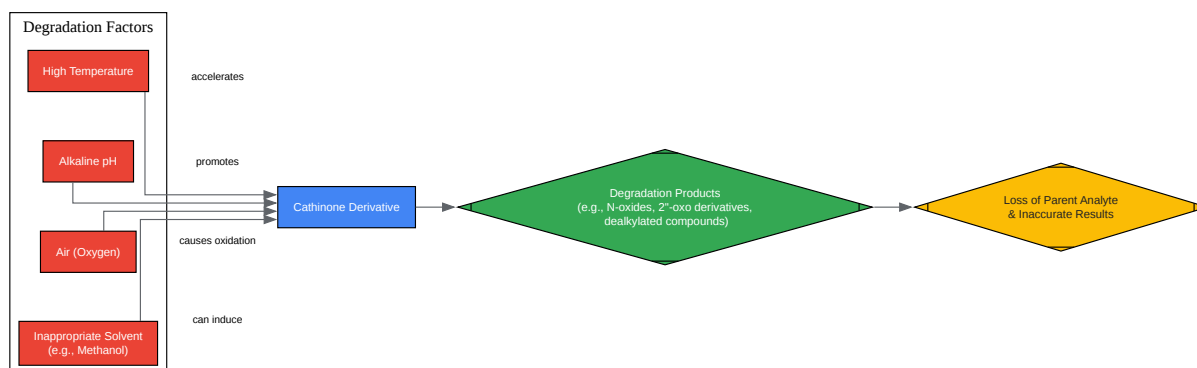 Degradation Factors
High Temperature
accelerates
Alkaline pH
promotes
Cathinone Derivative
Degradation Products
(e.g., N-oxides, 2"-oxo derivatives,
dealkylated compounds)
Loss of Parent Analyte
& Inaccurate Results
Air (Oxygen)
causes oxidation
Inappropriate Solvent
(e.g., Methanol)
can induce